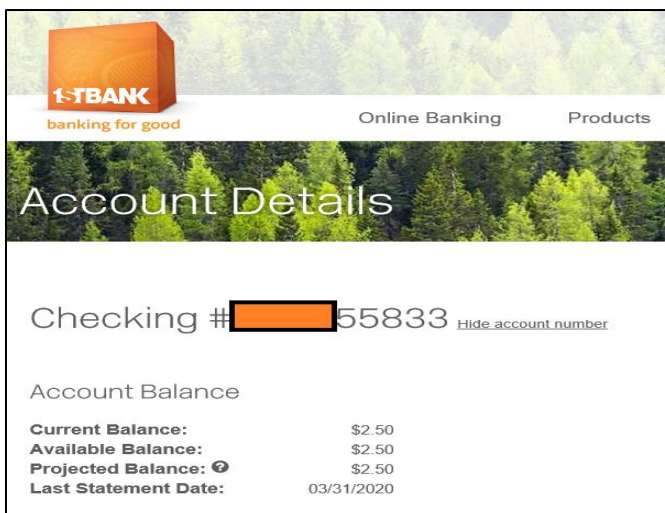 1STBANK
banking for good
Online Banking Products
Account Details
Checking # 55833 Hide account number
Account Balance
Current Balance: $2.50
Available Balance: $2.50
Projected Balance: ? $2.50
Last Statement Date: 03/31/2020